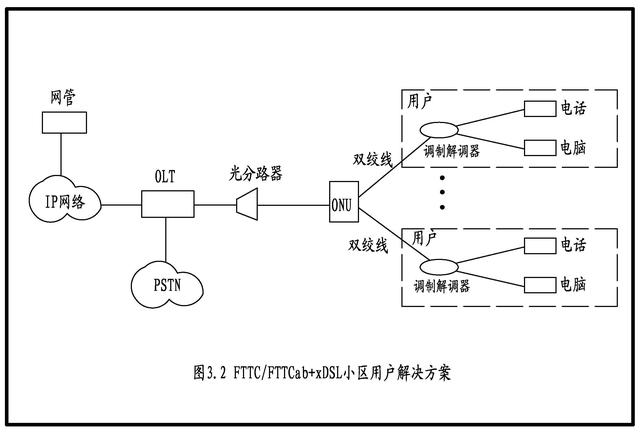 网管
IP网络
OLT
PSTN
光分路器
ONU
双绞线
用户
调制解调器
电话
电脑
双绞线
用户
调制解调器
电话
电脑
图3.2 FTTC/FTTCab+xDSL小区用户解决方案